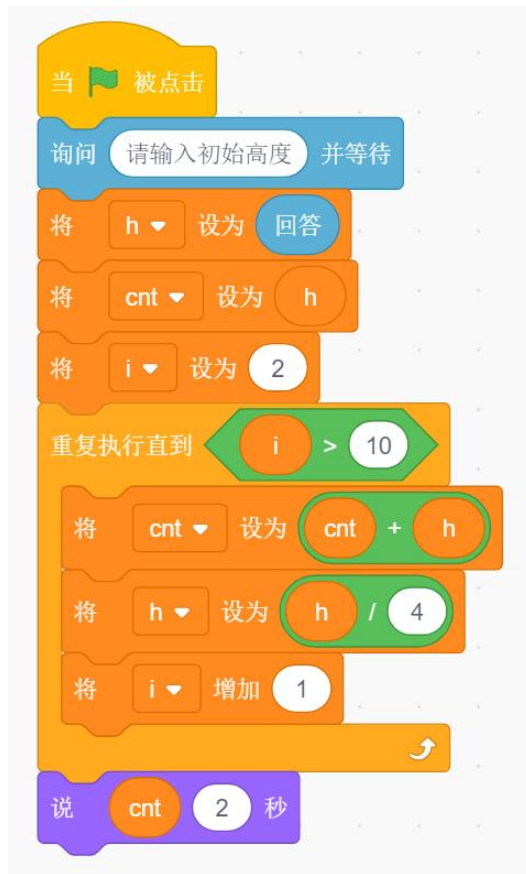 当 被点击
询问 请输入初始高度 并等待
将 h 设为 回答
将 cnt 设为 h
将 i 设为 2
重复执行直到 i > 10
将 cnt 设为 cnt + h
将 h 设为 h / 4
将 i 增加 1
说 cnt 2 秒